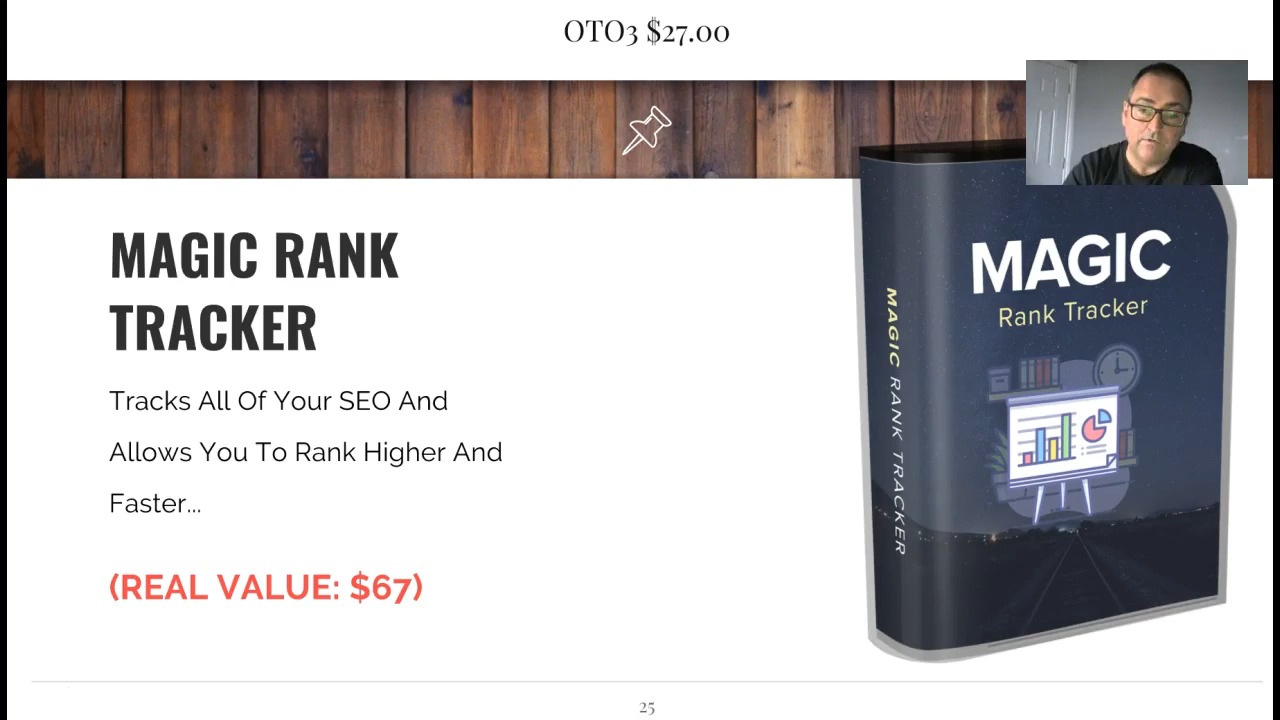 OTO3 $27.00
MAGIC RANK
TRACKER
Tracks All Of Your SEO And
Allows You To Rank Higher And
Faster...
(REAL VALUE: $67)
MAGIC
Rank Tracker
MAGIC RANK TRACKER
25